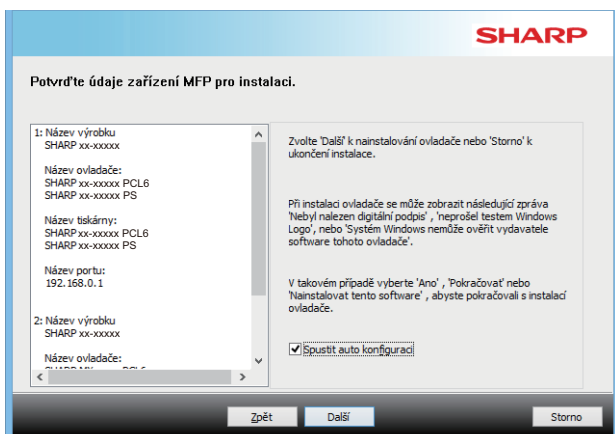 SHARP
Potvrďte údaje zařízení MFP pro instalaci.
1: Název výrobku
SHARP xx-xxxxx
Název ovladače:
SHARP xx-xxxxx PCL6
SHARP xx-xxxxx PS
Název tiskárny:
SHARP xx-xxxxx PCL6
SHARP xx-xxxxx PS
Název portu:
192.168.0.1
2: Název výrobku
SHARP xx-xxxxx
Název ovladače:
Zvolte 'Další' k nainstalování ovladače nebo 'Storno' k
ukončení instalace.
Při instalaci ovladače se může zobrazit následující zpráva
'Nebyl nalezen digitální podpis' , 'neprošel testem Windows
Logo', nebo 'Systém Windows nemůže ověřit vydavatele
software tohoto ovladače'.
V takovém případě vyberte 'Ano' , 'Pokračovat' nebo
'Nainstalovat tento software' , abyste pokračovali s instalací
ovladače.
Spustit auto konfiguraci
Zpět
Další
Storno